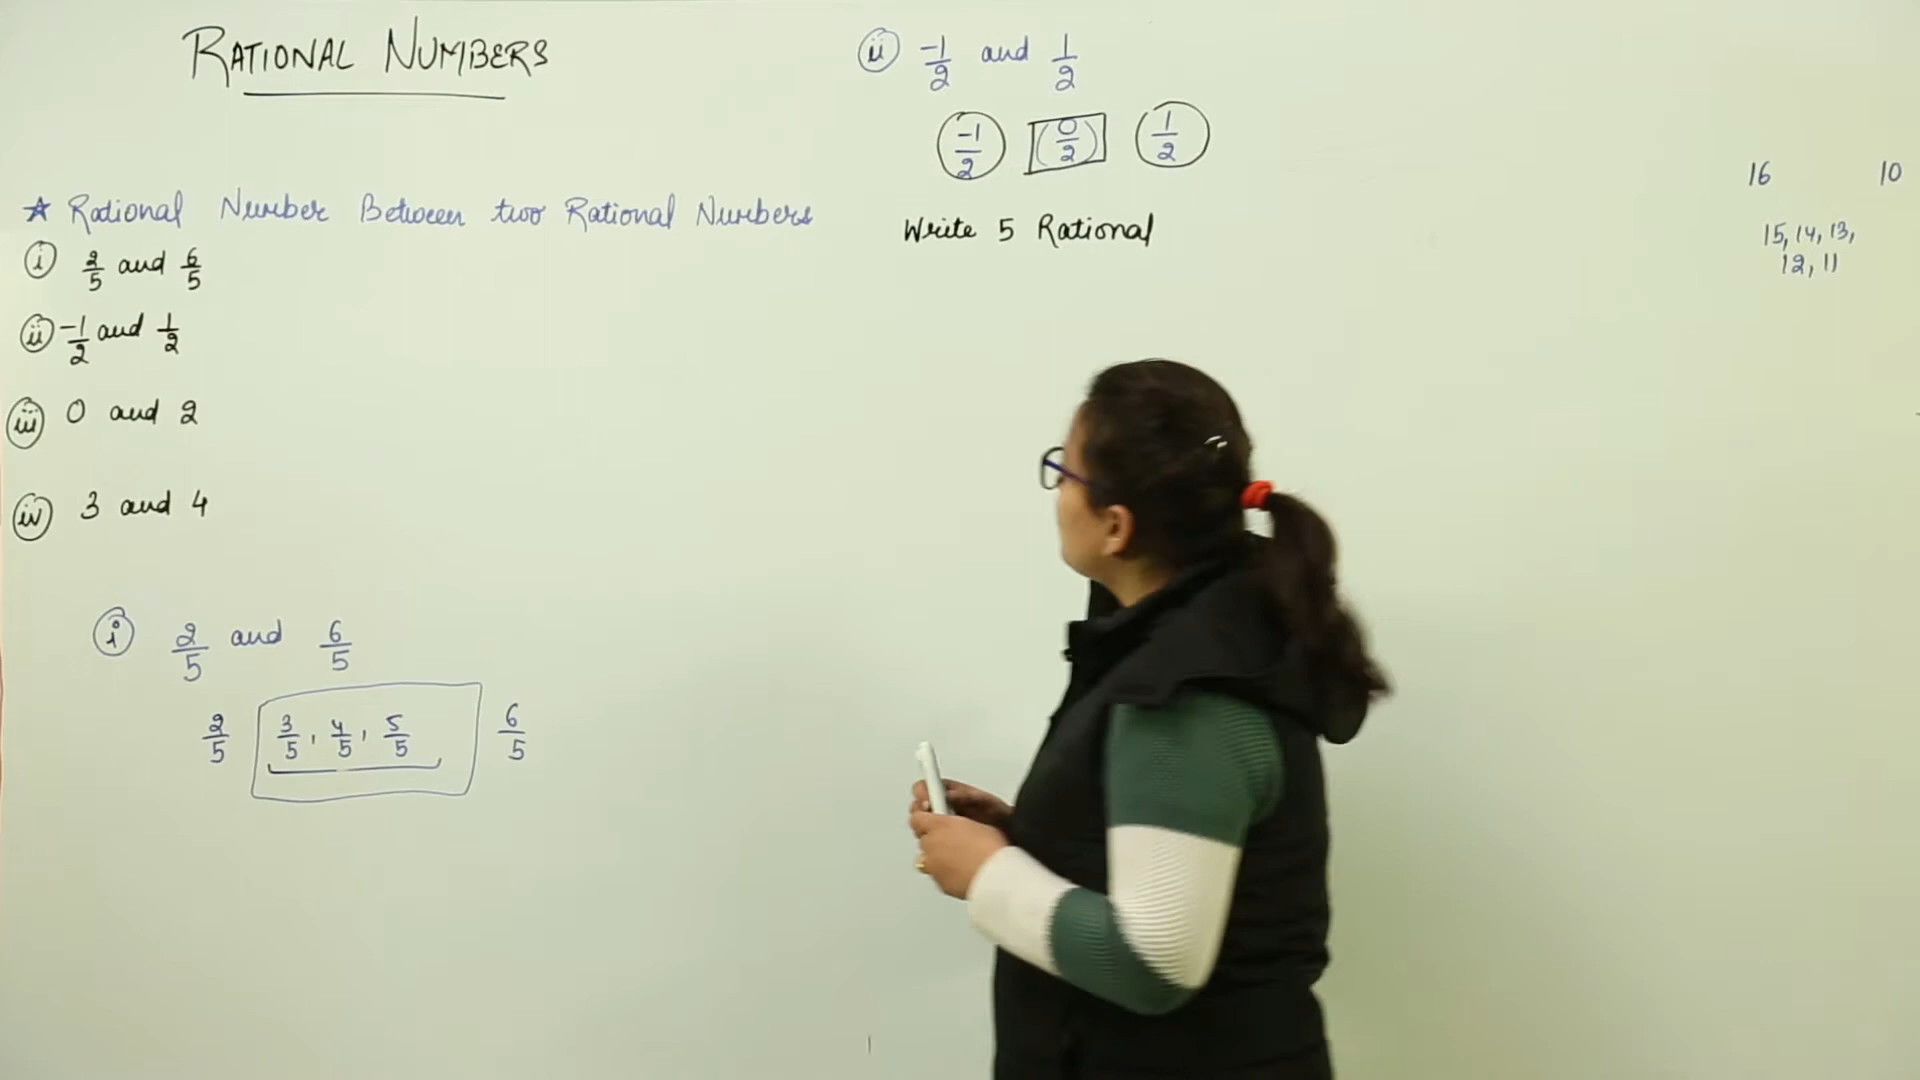 RATIONAL NUMBERS
★ Rational Number Between two Rational Numbers
(i) 2/5 and 6/5
(ii) -1/2 and 1/2
(iii) 0 and 2
(iv) 3 and 4
(i) 2/5 and 6/5
2/5 3/5, 4/5, 5/5 6/5
(ii) -1/2 and 1/2
-1/2 (0/2) 1/2
Write 5 Rational
16 10
15, 14, 13,
12, 11